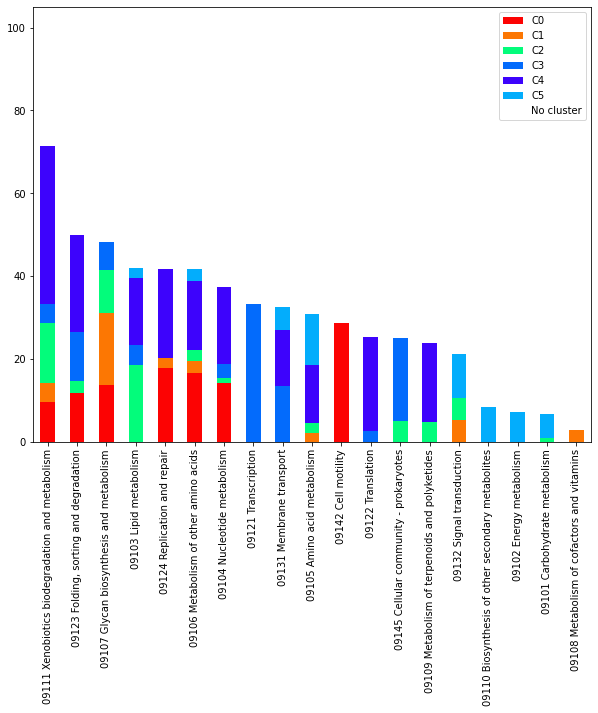 100
80
60
40
20
0
C0
C1
C2
C3
C4
C5
No cluster
09111 Xenobiotics biodegradation and metabolism
09123 Folding, sorting and degradation
09107 Glycan biosynthesis and metabolism
09103 Lipid metabolism
09124 Replication and repair
09106 Metabolism of other amino acids
09104 Nucleotide metabolism
09121 Transcription
09131 Membrane transport
09105 Amino acid metabolism
09142 Cell motility
09122 Translation
09145 Cellular community - prokaryotes
09109 Metabolism of terpenoids and polyketides
09132 Signal transduction
09110 Biosynthesis of other secondary metabolites
09102 Energy metabolism
09101 Carbohydrate metabolism
09108 Metabolism of cofactors and vitamins